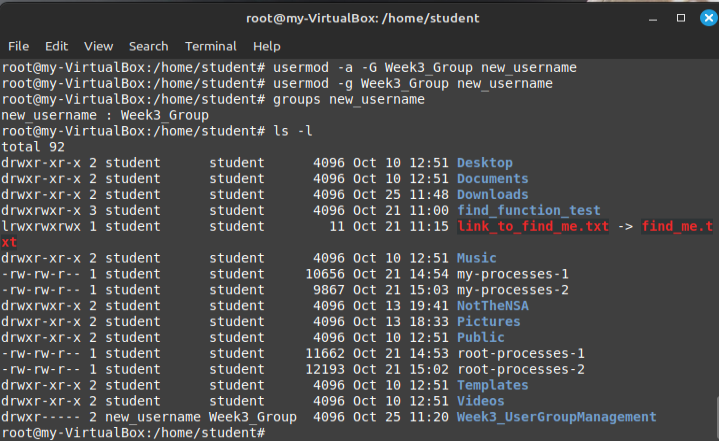 root@my-VirtualBox: /home/student
File Edit View Search Terminal Help
root@my-VirtualBox:/home/student# usermod -a -G Week3_Group new_username
root@my-VirtualBox:/home/student# usermod -g Week3_Group new_username
root@my-VirtualBox:/home/student# groups new_username
new_username : Week3_Group
root@my-VirtualBox:/home/student# ls -l
total 92
drwxr-xr-x 2 student      student       4096 Oct 10 12:51 Desktop
drwxr-xr-x 2 student      student       4096 Oct 10 12:51 Documents
drwxr-xr-x 2 student      student       4096 Oct 25 11:48 Downloads
drwxrwxr-x 3 student      student       4096 Oct 21 11:00 find_function_test
lrwxrwxrwx 1 student      student         11 Oct 21 11:15 link_to_find_me.txt -> find_me.t
xt
drwxr-xr-x 2 student      student       4096 Oct 10 12:51 Music
-rw-rw-r-- 1 student      student      10656 Oct 21 14:54 my-processes-1
-rw-rw-r-- 1 student      student       9867 Oct 21 15:03 my-processes-2
drwxrwxr-x 2 student      student       4096 Oct 13 19:41 NotTheNSA
drwxr-xr-x 2 student      student       4096 Oct 13 18:33 Pictures
drwxr-xr-x 2 student      student       4096 Oct 10 12:51 Public
-rw-rw-r-- 1 student      student      11662 Oct 21 14:53 root-processes-1
-rw-rw-r-- 1 student      student      12193 Oct 21 15:02 root-processes-2
drwxr-xr-x 2 student      student       4096 Oct 10 12:51 Templates
drwxr-xr-x 2 student      student       4096 Oct 10 12:51 Videos
drwxr----- 2 new_username Week3_Group  4096 Oct 25 11:20 Week3_UserGroupManagement
root@my-VirtualBox:/home/student#